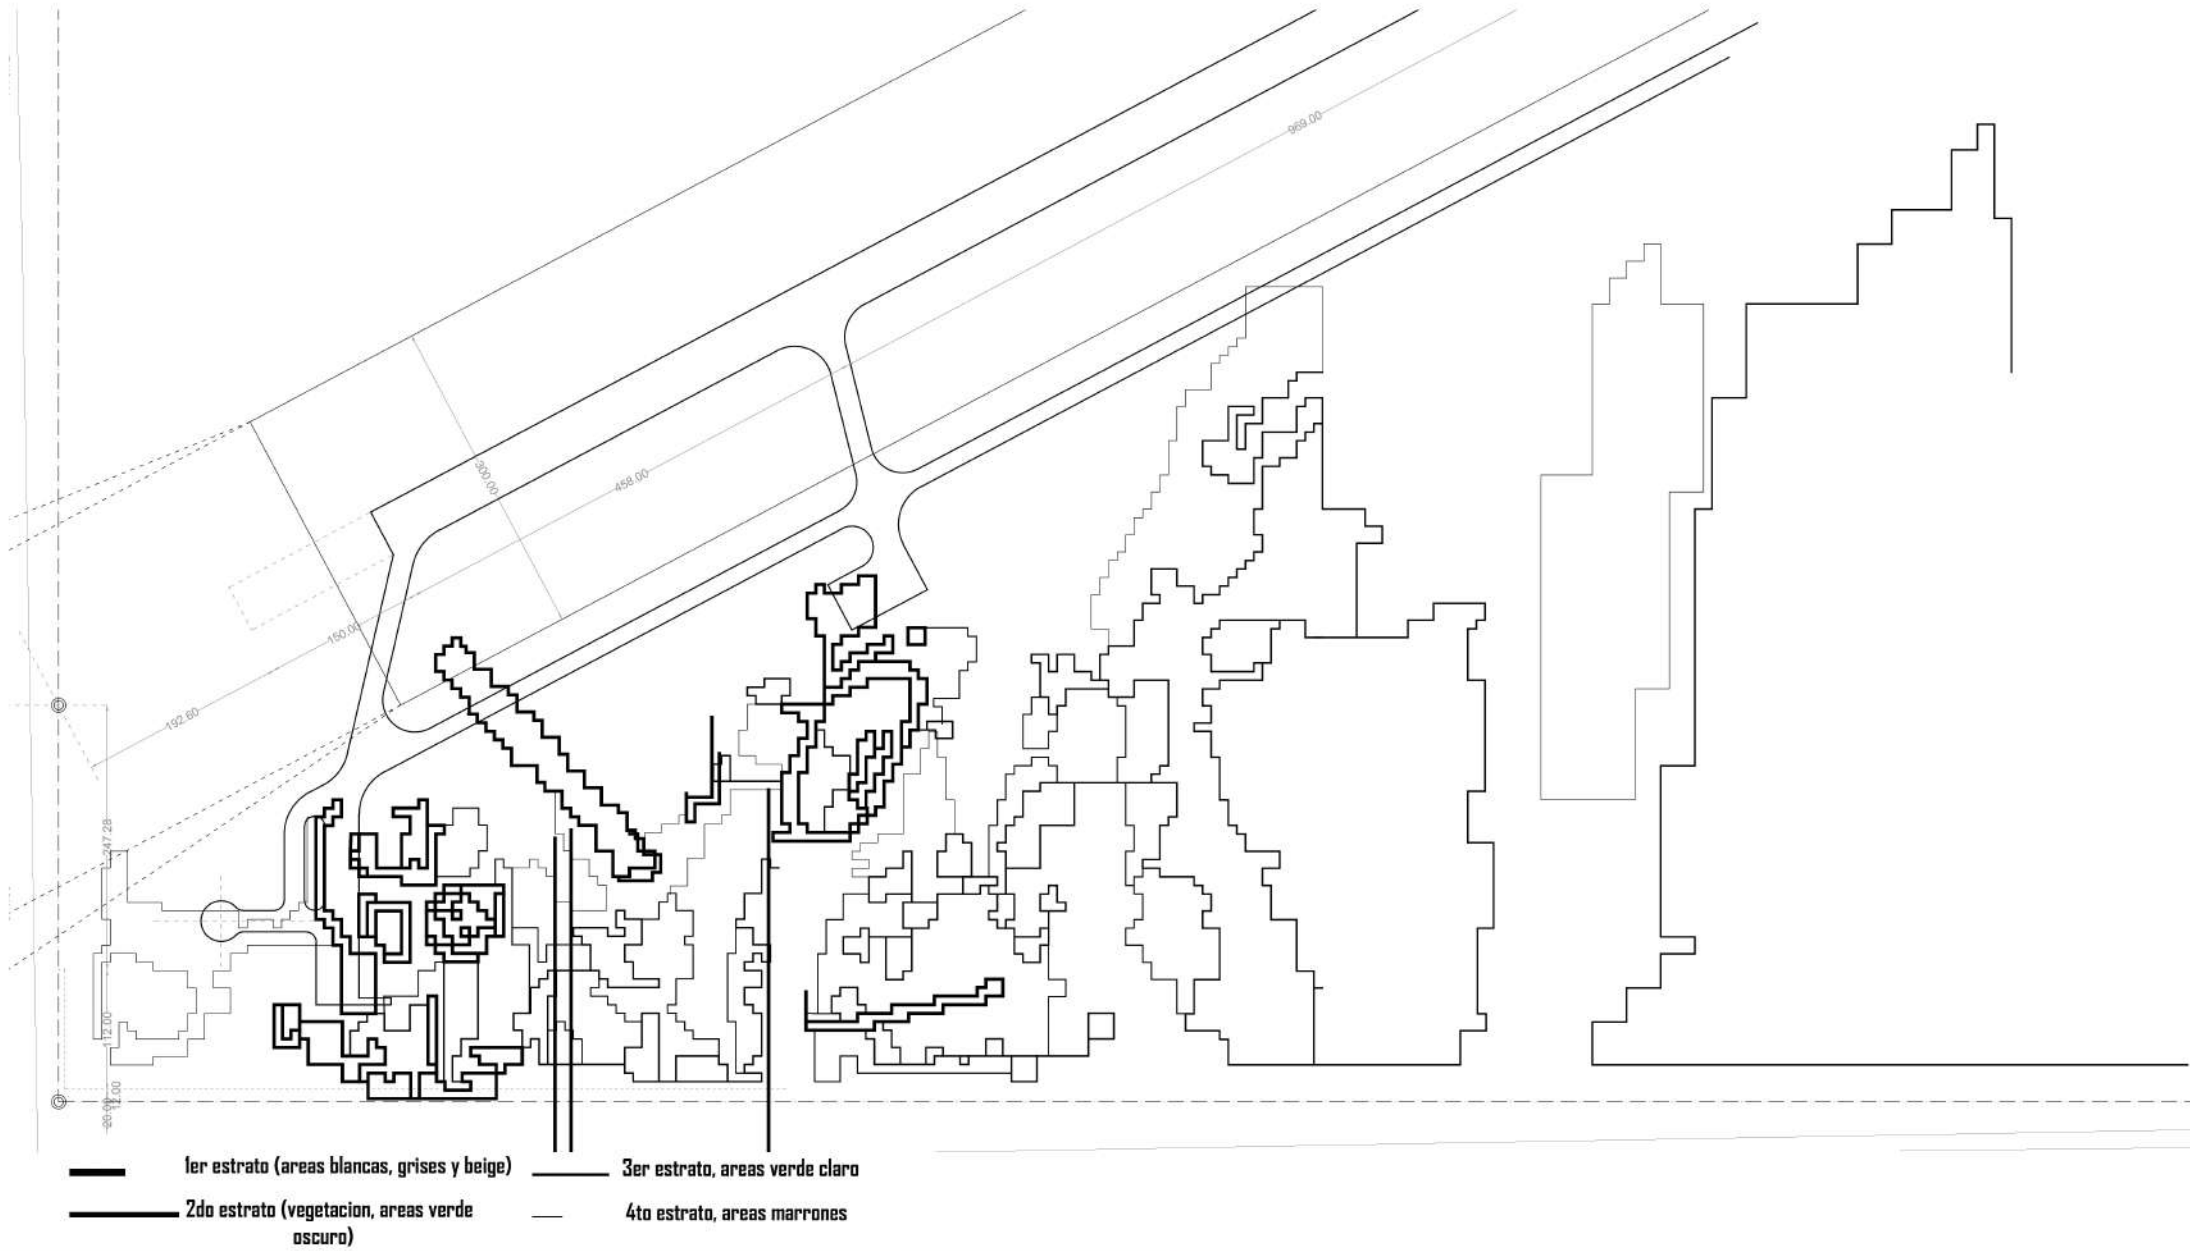 969.00
300.00
458.00
150.00
192.60
247.28
112.00
20.00
12.00
1er estrato (areas blancas, grises y beige)
3er estrato, areas verde claro
2do estrato (vegetacion, areas verde
oscuro)
4to estrato, areas marrones